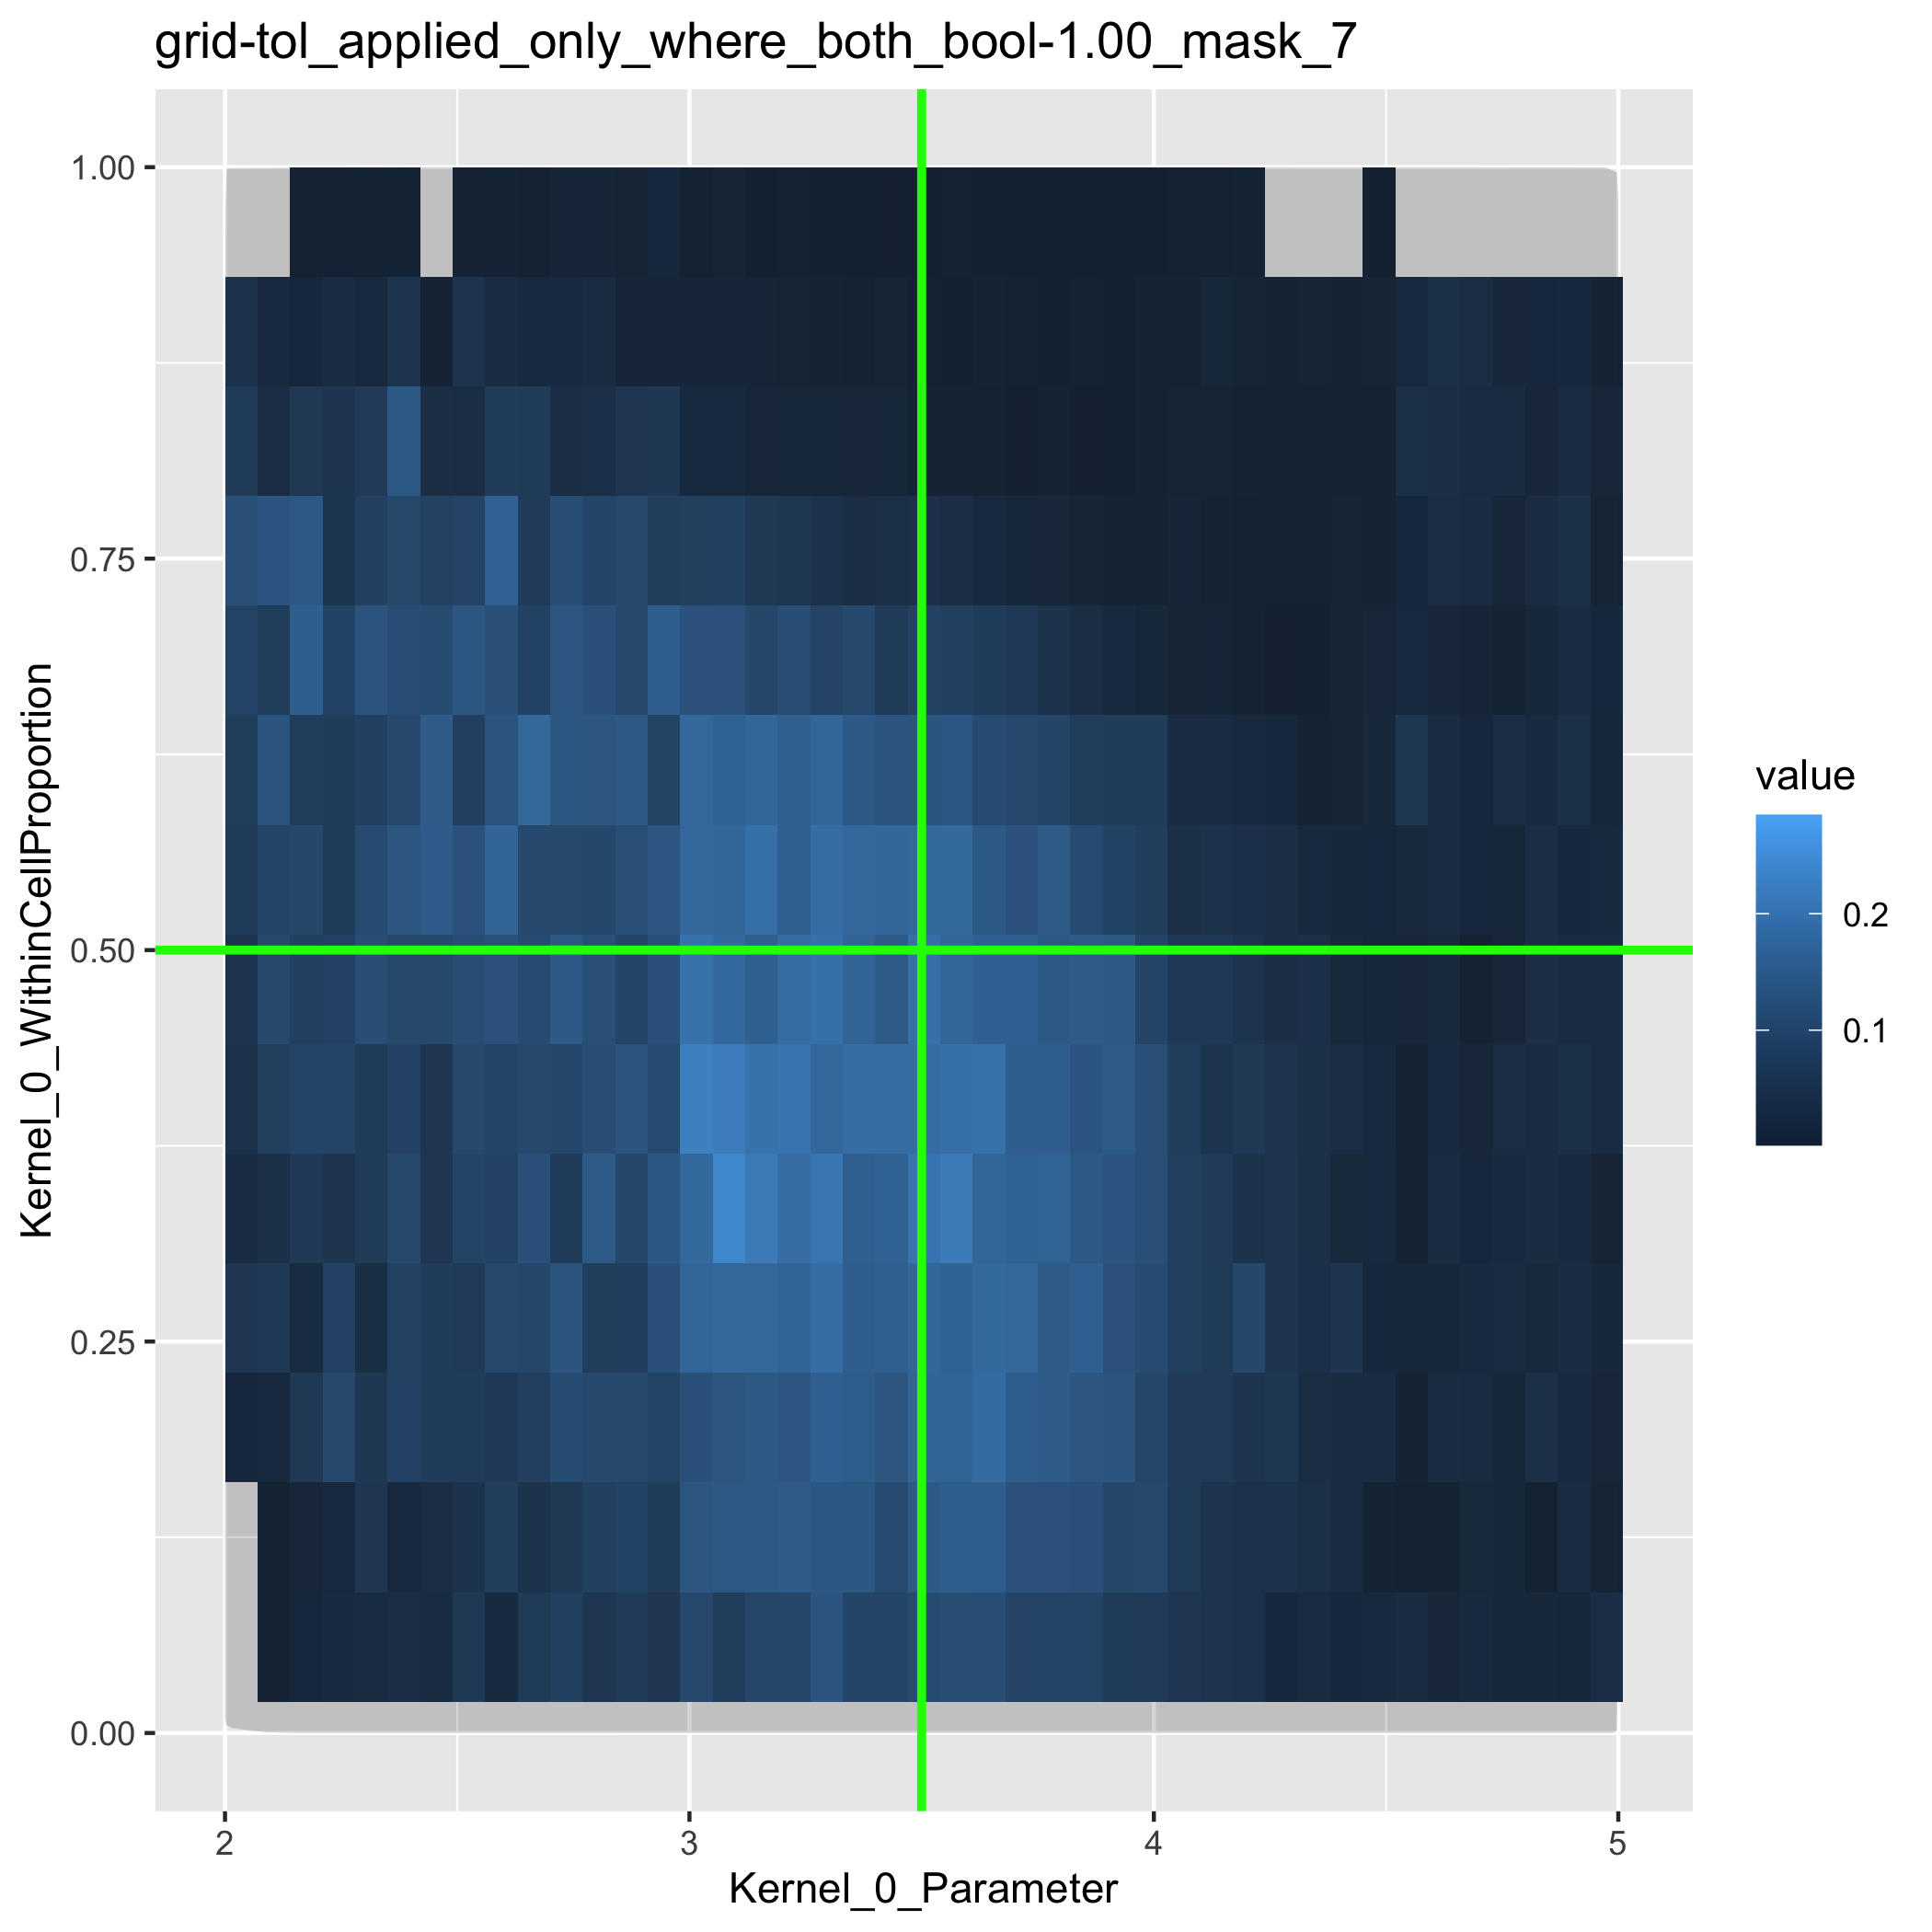 grid-tol_applied_only_where_both_bool-1.00_mask_7
1.00
0.75
0.50
0.25
0.00
Kernel_0_WithinCellProportion
2 3 4 5
Kernel_0_Parameter
value
0.2
0.1